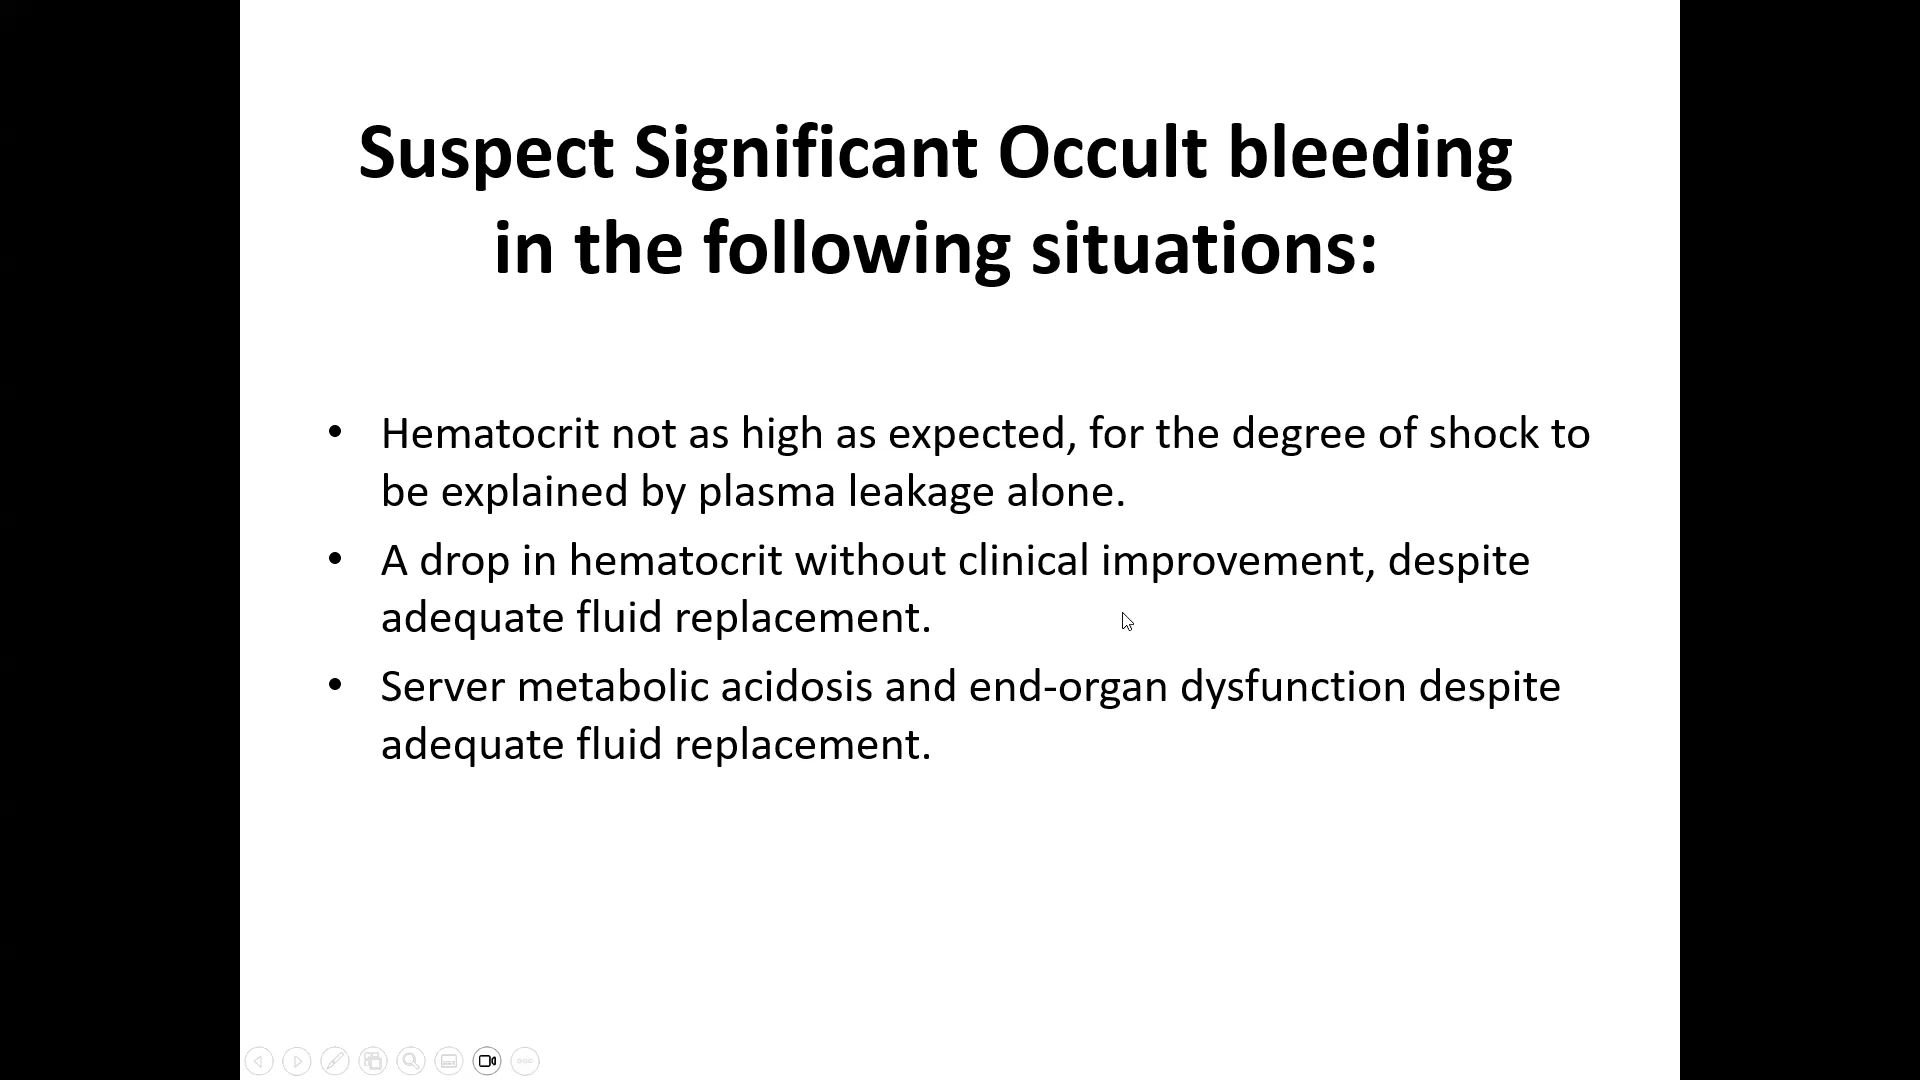 Suspect Significant Occult bleeding
in the following situations:
• Hematocrit not as high as expected, for the degree of shock to
be explained by plasma leakage alone.
• A drop in hematocrit without clinical improvement, despite
adequate fluid replacement.
• Server metabolic acidosis and end-organ dysfunction despite
adequate fluid replacement.